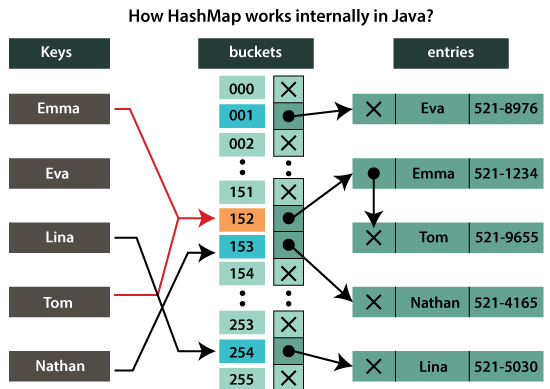 How HashMap works internally in Java?
Keys
buckets
entries
Emma
Eva
Lina
Tom
Nathan
000
001
002
151
152
153
154
253
254
255
Eva 521-8976
Emma 521-1234
Tom 521-9655
Nathan 521-4165
Lina 521-5030